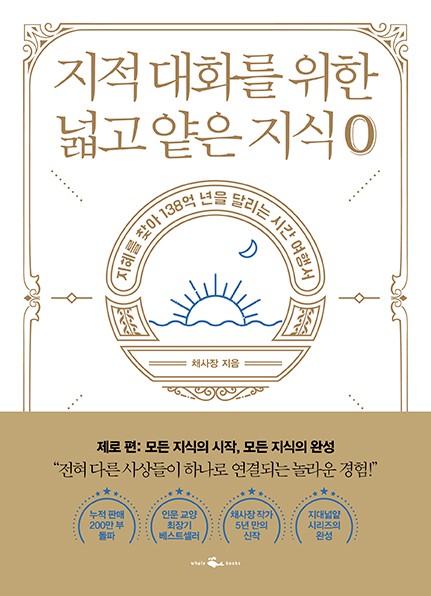 지적 대화를 위한
넓고 얕은 지식 0
지혜를 찾아 138억 년을 달리는 시간 여행서
채사장 지음
제로 편: 모든 지식의 시작, 모든 지식의 완성
“전혀 다른 사상들이 하나로 연결되는 놀라운 경험!”
누적 판매
200만 부
돌파
인문 교양
최장기
베스트셀러
채사장 작가
5년 만의
신작
지대넓얕
시리즈의
완성
whale books